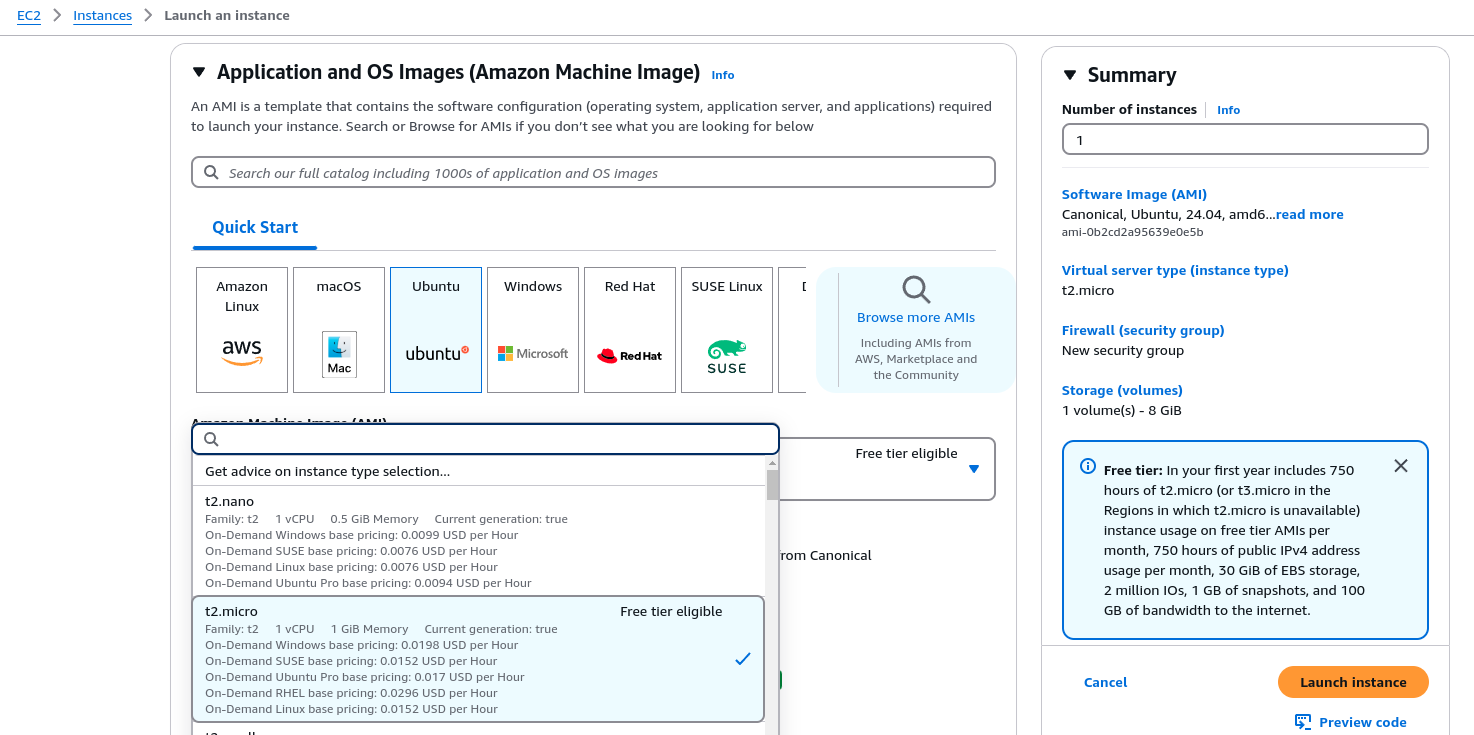 EC2 > Instances > Launch an instance
Application and OS Images (Amazon Machine Image) Info
An AMI is a template that contains the software configuration (operating system, application server, and applications) required
to launch your instance. Search or Browse for AMIs if you don’t see what you are looking for below
Search our full catalog including 1000s of application and OS images
Quick Start
Amazon
Linux
aws
macOS
Mac
Ubuntu
ubuntu
Windows
Microsoft
Red Hat
Red Hat
SUSE Linux
SUSE
Browse more AMIs
Including AMIs from
AWS, Marketplace and
the Community
Amazon Machine Image (AMI)
Free tier eligible
from Canonical
Get advice on instance type selection...
t2.nano
Family: t2 1 vCPU 0.5 GiB Memory Current generation: true
On-Demand Windows base pricing: 0.0099 USD per Hour
On-Demand SUSE base pricing: 0.0076 USD per Hour
On-Demand Linux base pricing: 0.0076 USD per Hour
On-Demand Ubuntu Pro base pricing: 0.0094 USD per Hour
t2.micro Free tier eligible
Family: t2 1 vCPU 1 GiB Memory Current generation: true
On-Demand Windows base pricing: 0.0198 USD per Hour
On-Demand SUSE base pricing: 0.0152 USD per Hour
On-Demand Ubuntu Pro base pricing: 0.017 USD per Hour
On-Demand RHEL base pricing: 0.0296 USD per Hour
On-Demand Linux base pricing: 0.0152 USD per Hour
Summary
Number of instances Info
1
Software Image (AMI)
Canonical, Ubuntu, 24.04, amd6...read more
ami-0b2cd2a95639e0e5b
Virtual server type (instance type)
t2.micro
Firewall (security group)
New security group
Storage (volumes)
1 volume(s) - 8 GiB
Free tier: In your first year includes 750
hours of t2.micro (or t3.micro in the
Regions in which t2.micro is unavailable)
instance usage on free tier AMIs per
month, 750 hours of public IPv4 address
usage per month, 30 GiB of EBS storage,
2 million IOs, 1 GB of snapshots, and 100
GB of bandwidth to the internet.
Cancel
Launch instance
Preview code